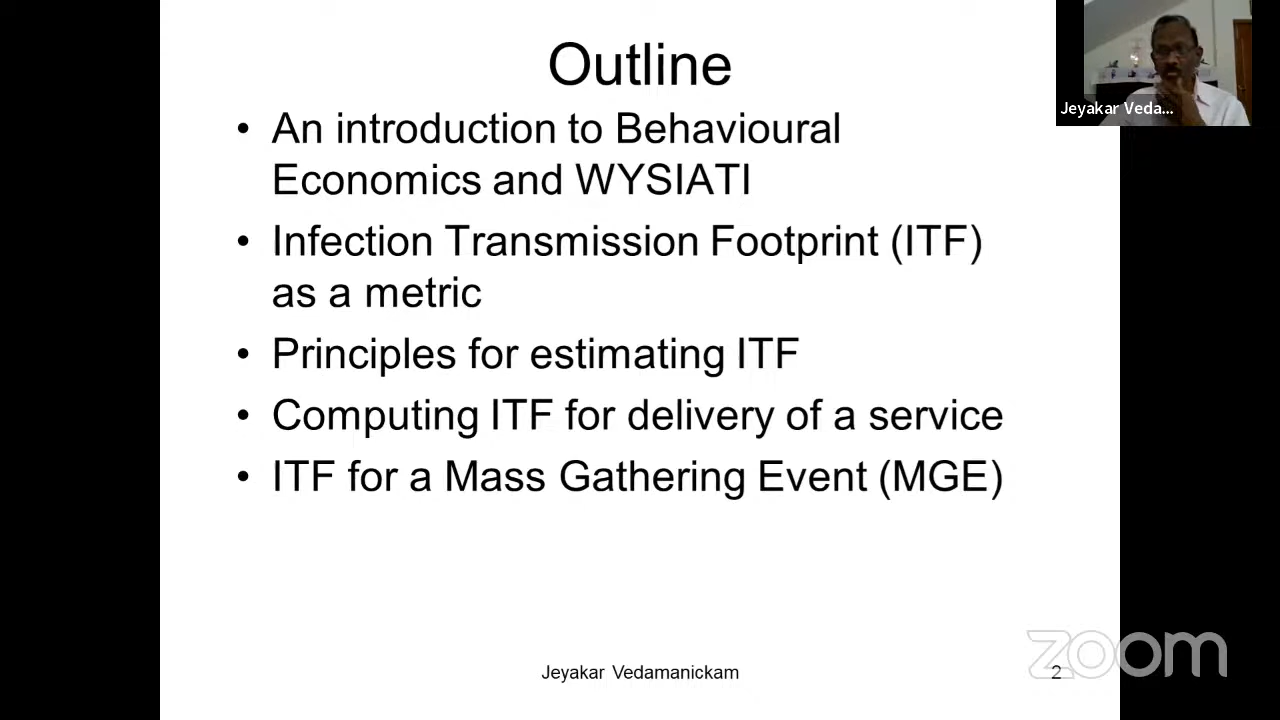 Outline
• An introduction to Behavioural
Economics and WYSIATI
• Infection Transmission Footprint (ITF)
as a metric
• Principles for estimating ITF
• Computing ITF for delivery of a service
• ITF for a Mass Gathering Event (MGE)
Jeyakar Veda...
Jeyakar Vedamanickam
2
zoom